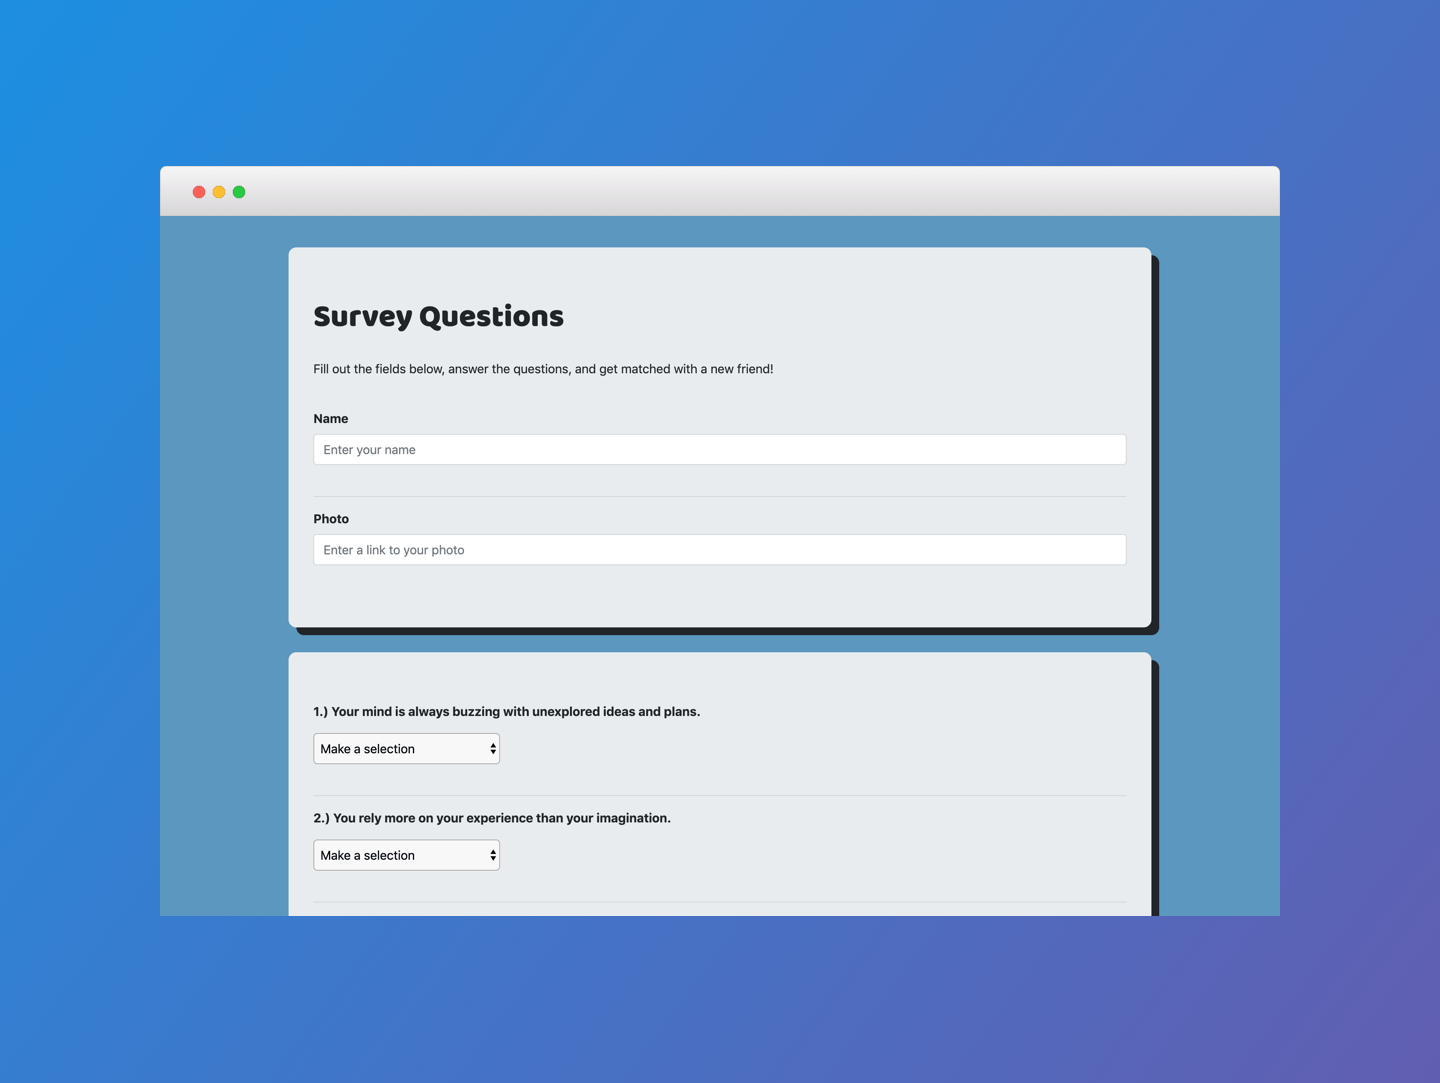 Survey Questions
Fill out the fields below, answer the questions, and get matched with a new friend!
Name
Enter your name
Photo
Enter a link to your photo
1.) Your mind is always buzzing with unexplored ideas and plans.
Make a selection
2.) You rely more on your experience than your imagination.
Make a selection